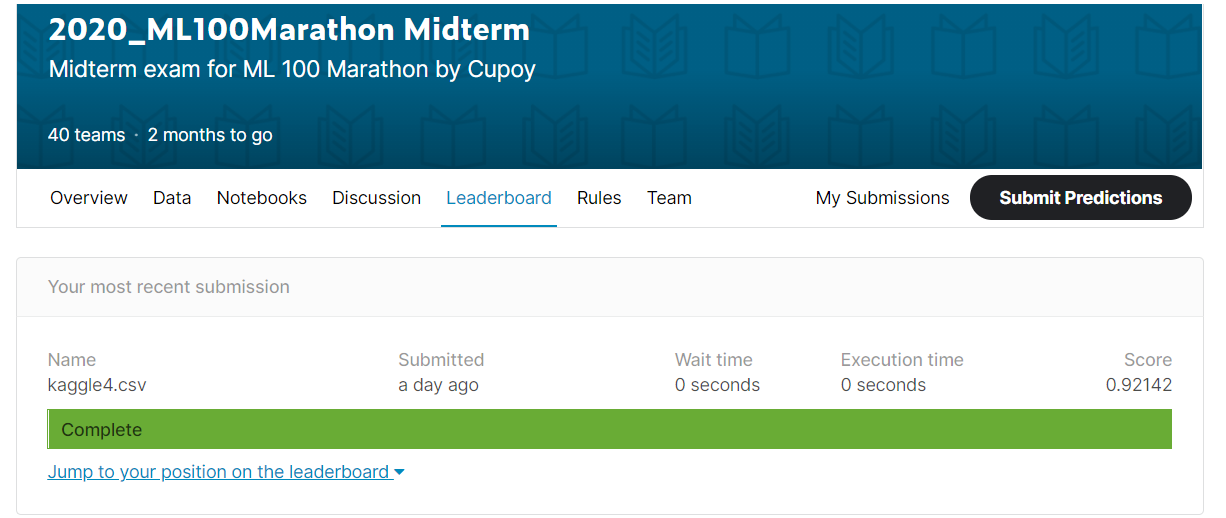 2020_ML100Marathon Midterm
Midterm exam for ML 100 Marathon by Cupoy
40 teams · 2 months to go
Overview Data Notebooks Discussion Leaderboard Rules Team My Submissions Submit Predictions
Your most recent submission
Name Submitted Wait time Execution time Score
kaggle4.csv a day ago 0 seconds 0 seconds 0.92142
Complete
Jump to your position on the leaderboard